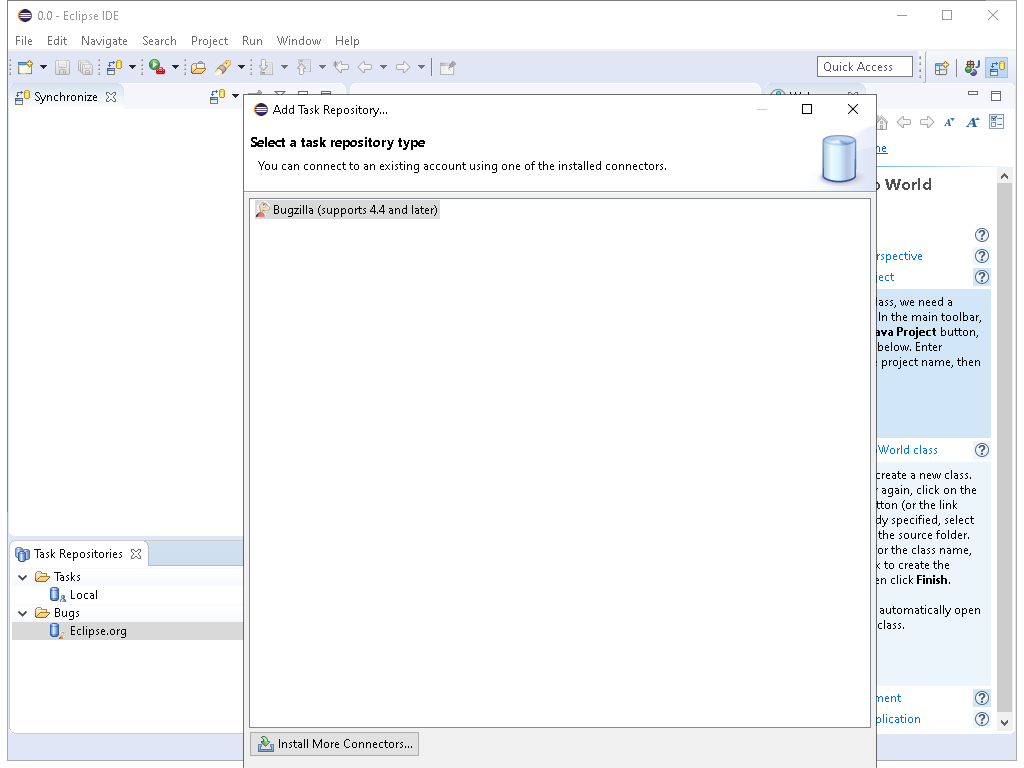 0.0 - Eclipse IDE
File Edit Navigate Search Project Run Window Help
Quick Access
Synchronize
Add Task Repository...
Select a task repository type
You can connect to an existing account using one of the installed connectors.
Bugzilla (supports 4.4 and later)
World
rspective
ect
ass, we need a
In the main toolbar,
ava Project button,
below. Enter
project name, then
World class
create a new class.
again, click on the
tton (or the link
dy specified, select
the source folder.
or the class name,
k to create the
en click Finish.
automatically open
class.
ment
plication
Task Repositories
Tasks
Local
Bugs
Eclipse.org
Install More Connectors...